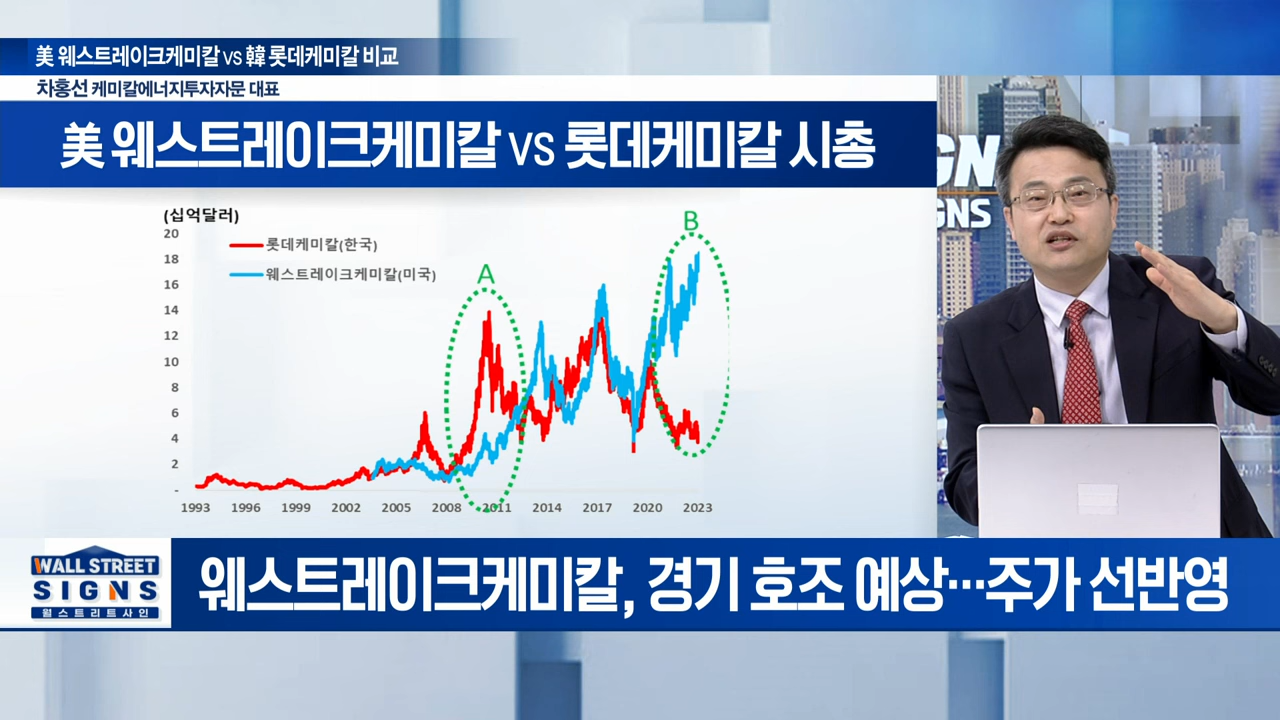 美 웨스트레이크케미칼 VS 韓 롯데케미칼 비교
차홍선 케미칼에너지투자자문 대표
美 웨스트레이크케미칼 VS 롯데케미칼 시총
(십억달러)
20
18
16
14
12
10
8
6
4
2
-
롯데케미칼(한국)
웨스트레이크케미칼(미국)
A
B
1993 1996 1999 2002 2005 2008 2011 2014 2017 2020 2023
GN
GNS
WALL STREET
SIGNS
월스트리트사인
웨스트레이크케미칼, 경기 호조 예상…주가 선반영